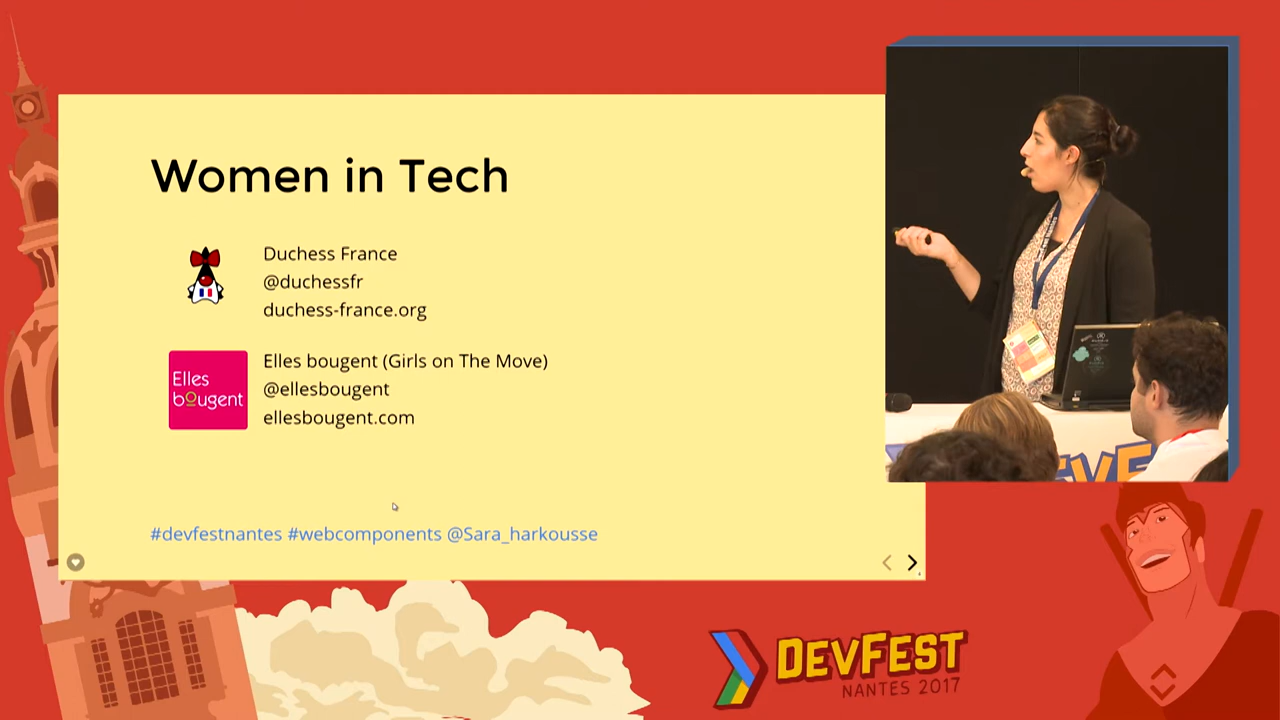 Women in Tech
Duchess France
@duchessfr
duchess-france.org
Elles
bougent
Elles bougent (Girls on The Move)
@ellesbougent
ellesbougent.com
#devfestnantes #webcomponents @Sara_harkousse
DEVFEST
NANTES 2017